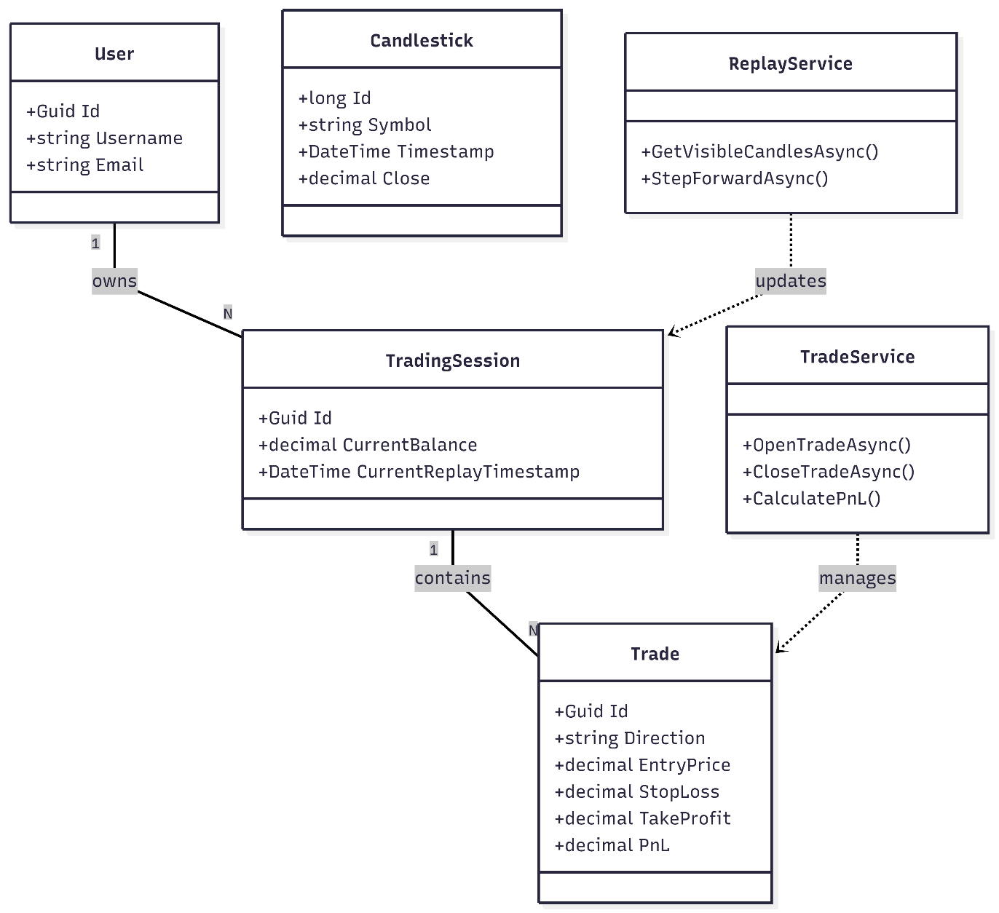 User
+Guid Id
+string Username
+string Email
Candlestick
+long Id
+string Symbol
+DateTime Timestamp
+decimal Close
ReplayService
+GetVisibleCandlesAsync()
+StepForwardAsync()
1
owns
N
updates
TradingSession
+Guid Id
+decimal CurrentBalance
+DateTime CurrentReplayTimestamp
TradeService
+OpenTradeAsync()
+CloseTradeAsync()
+CalculatePnL()
1
contains
N
manages
Trade
+Guid Id
+string Direction
+decimal EntryPrice
+decimal StopLoss
+decimal TakeProfit
+decimal PnL